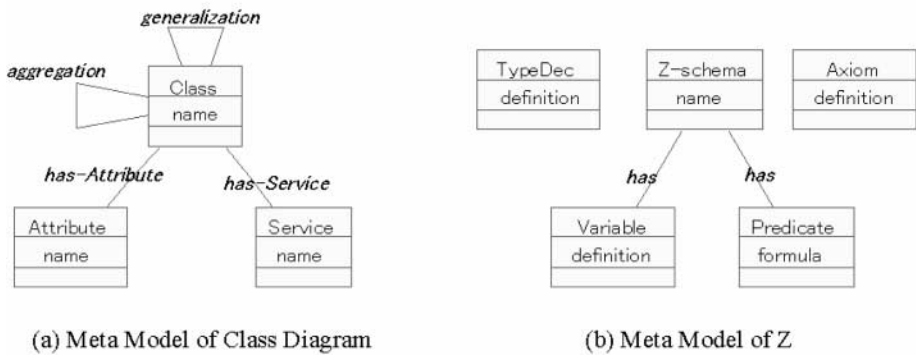 generalization
aggregation
Class
name
has-Attribute
has-Service
Attribute
name
Service
name
(a) Meta Model of Class Diagram
TypeDec
definition
Z-schema
name
Axiom
definition
has
has
Variable
definition
Predicate
formula
(b) Meta Model of Z